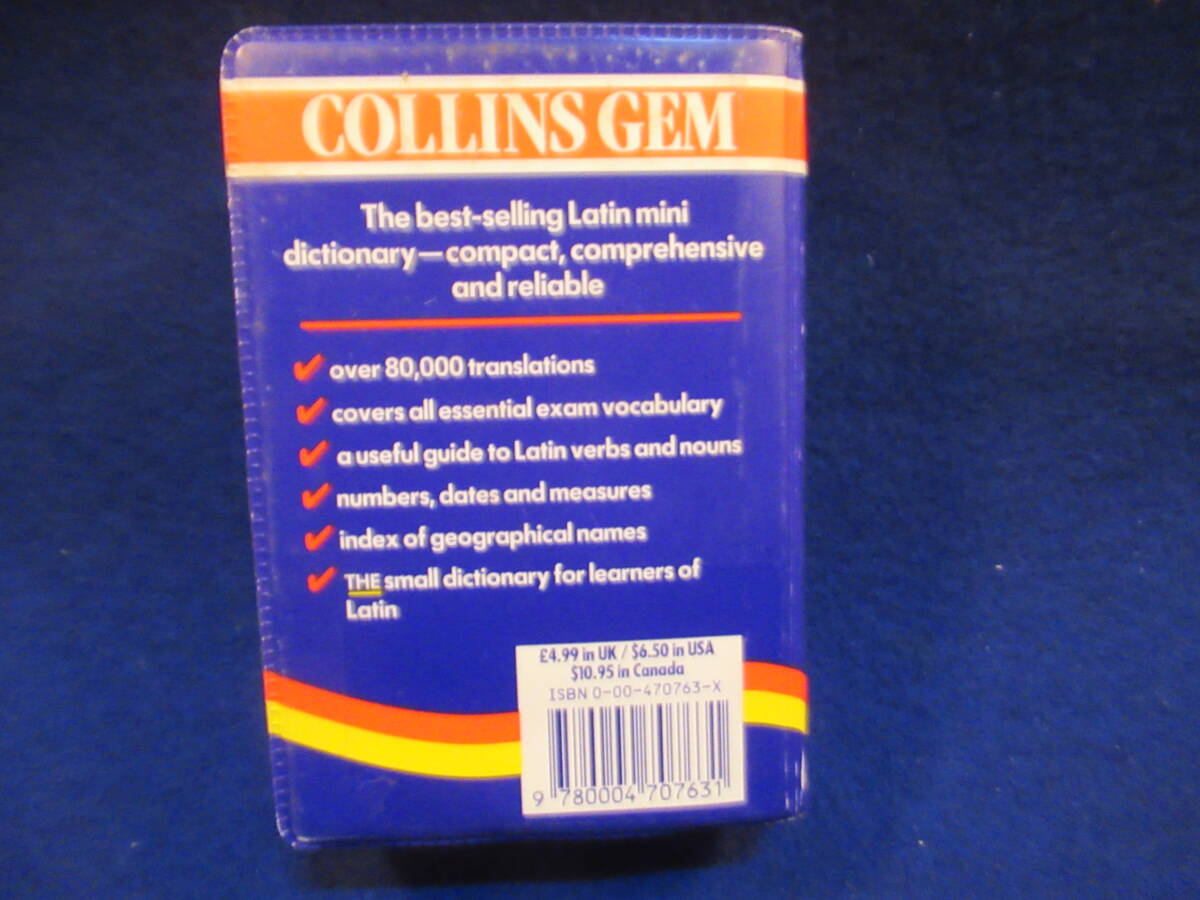 COLLINS GEM
The best-selling Latin mini
dictionary—compact, comprehensive
and reliable
over 80,000 translations
covers all essential exam vocabulary
a useful guide to Latin verbs and nouns
numbers, dates and measures
index of geographical names
THE small dictionary for learners of
Latin
£4.99 in UK / $6.50 in USA
$10.95 in Canada
ISBN 0-00-470763-X
9 780004 707631